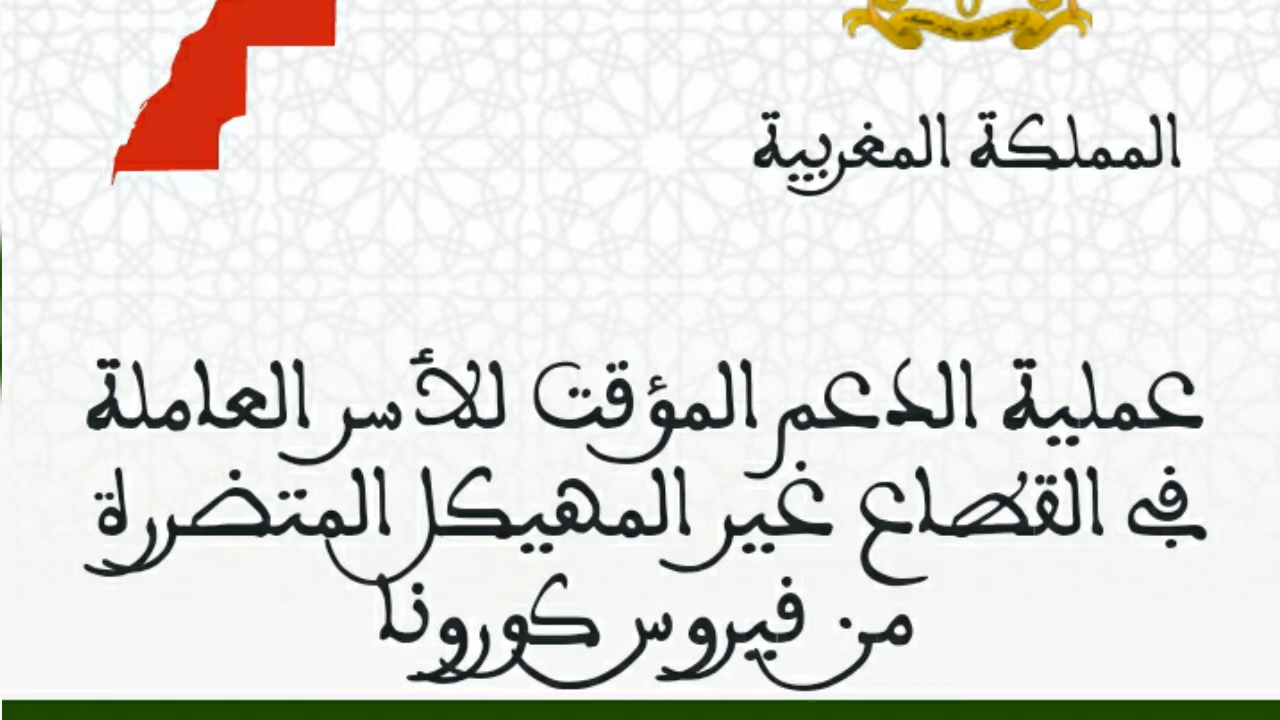 المملكة المغربية
عملية الدعم المؤقت للأسر العاملة
في القطاع غير المهيكل المتضررة
من فيروس كورونا